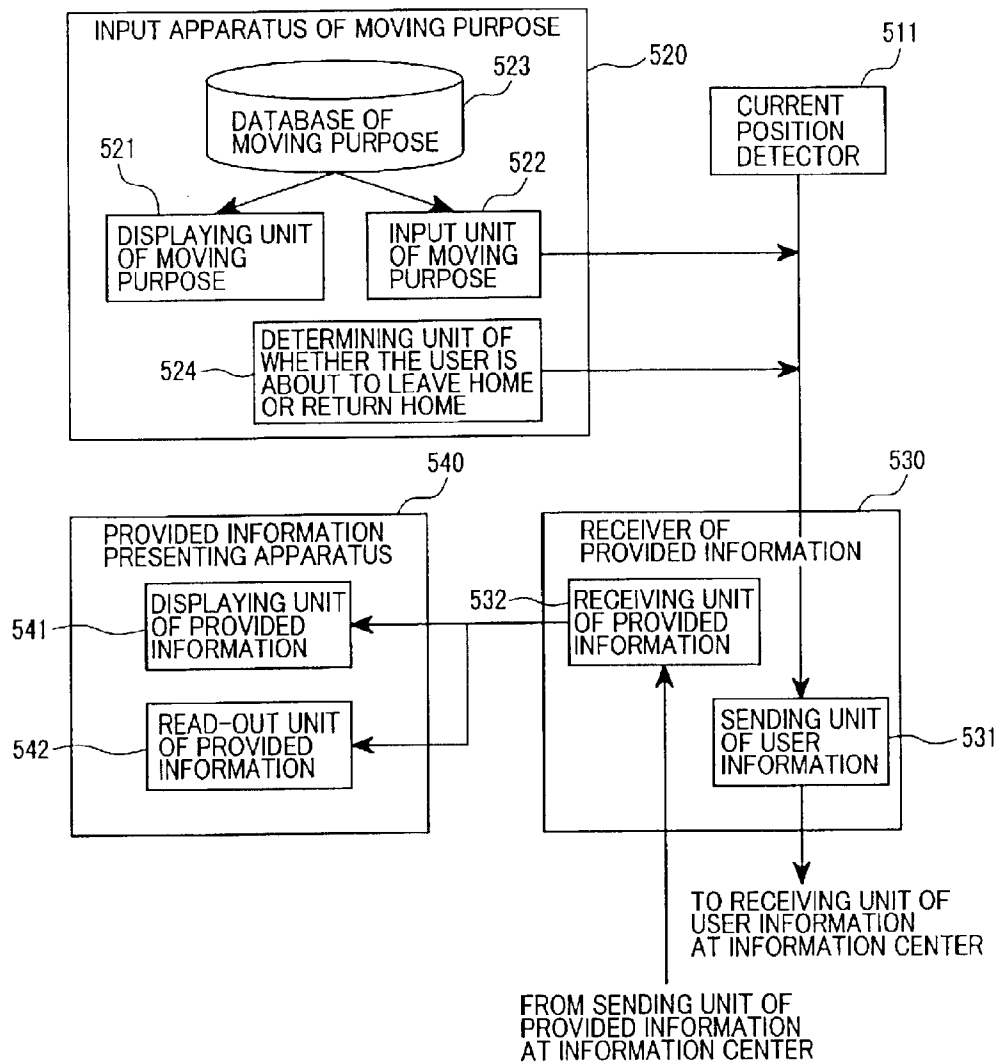 INPUT APPARATUS OF MOVING PURPOSE
520
523
DATABASE OF
MOVING PURPOSE
521
522
DISPLAYING UNIT
OF MOVING
PURPOSE
INPUT UNIT
OF MOVING
PURPOSE
524
DETERMINING UNIT OF
WHETHER THE USER IS
ABOUT TO LEAVE HOME
OR RETURN HOME
511
CURRENT
POSITION
DETECTOR
540
PROVIDED INFORMATION
PRESENTING APPARATUS
541
DISPLAYING UNIT
OF PROVIDED
INFORMATION
542
READ-OUT UNIT
OF PROVIDED
INFORMATION
530
RECEIVER OF
PROVIDED INFORMATION
532
RECEIVING UNIT
OF PROVIDED
INFORMATION
SENDING UNIT
OF USER
INFORMATION
531
TO RECEIVING UNIT OF
USER INFORMATION
AT INFORMATION CENTER
FROM SENDING UNIT OF
PROVIDED INFORMATION
AT INFORMATION CENTER